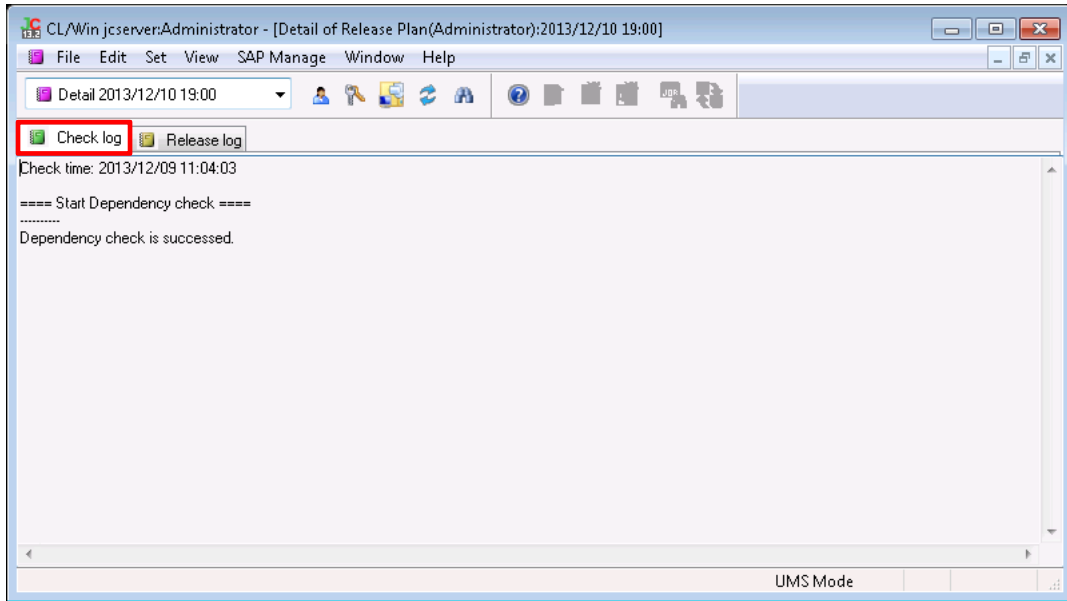 CL/Win jcserver:Administrator - [Detail of Release Plan(Administrator):2013/12/10 19:00]
File Edit Set View SAP Manage Window Help
Detail 2013/12/10 19:00
Check log Release log
Check time: 2013/12/09 11:04:03
==== Start Dependency check ====
----------
Dependency check is successed.
UMS Mode